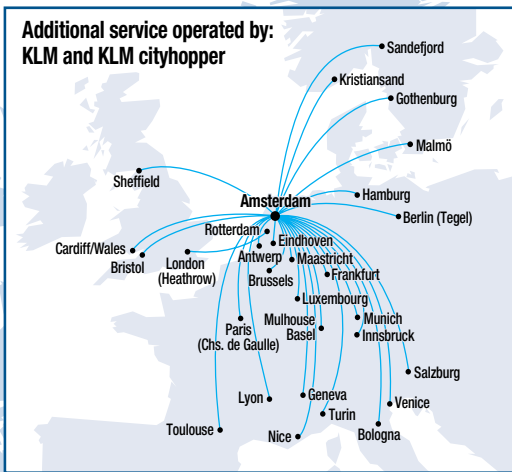 Additional service operated by:
KLM and KLM cityhopper
Sandefjord
Kristiansand
Gothenburg
Malmö
Sheffield
Hamburg
Amsterdam
Berlin (Tegel)
Rotterdam
Eindhoven
Cardiff/Wales
Bristol
London
(Heathrow)
Antwerp
Maastricht
Brussels
Frankfurt
Luxembourg
Paris
(Chs. de Gaulle)
Mulhouse
Basel
Munich
Innsbruck
Salzburg
Lyon
Geneva
Turin
Venice
Toulouse
Nice
Bologna